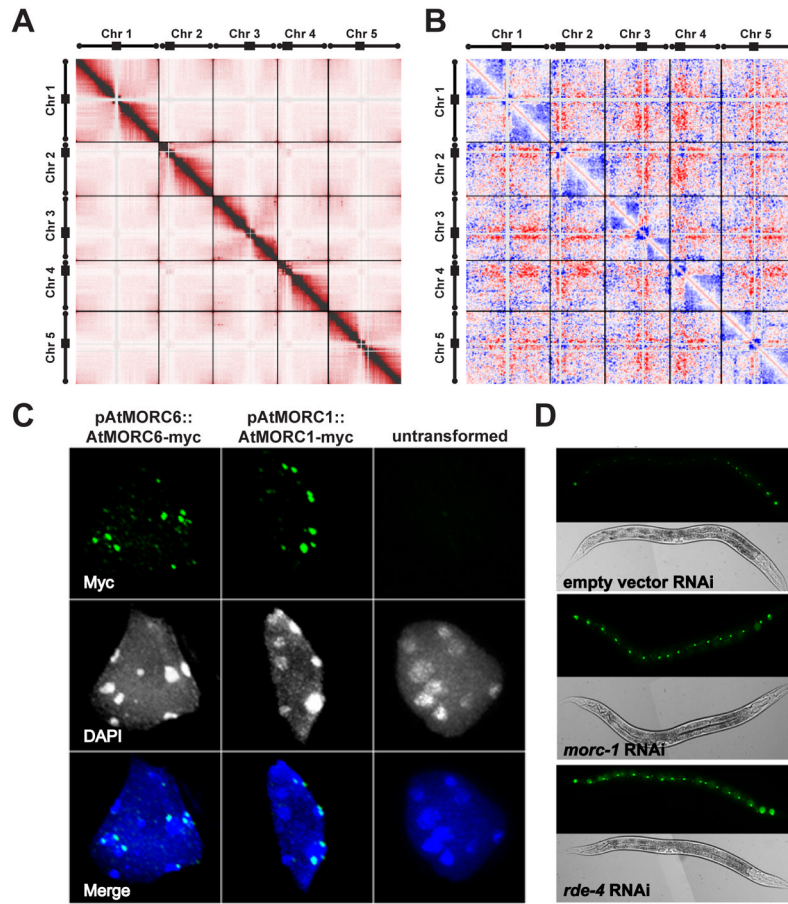 A
Chr 1 Chr 2 Chr 3 Chr 4 Chr 5
Chr 1
Chr 2
Chr 3
Chr 4
Chr 5
B
Chr 1 Chr 2 Chr 3 Chr 4 Chr 5
Chr 1
Chr 2
Chr 3
Chr 4
Chr 5
C
pAtMORC6::
AtMORC6-myc
pAtMORC1::
AtMORC1-myc
untransformed
Myc
DAPI
Merge
D
empty vector RNAi
morc-1 RNAi
rde-4 RNAi